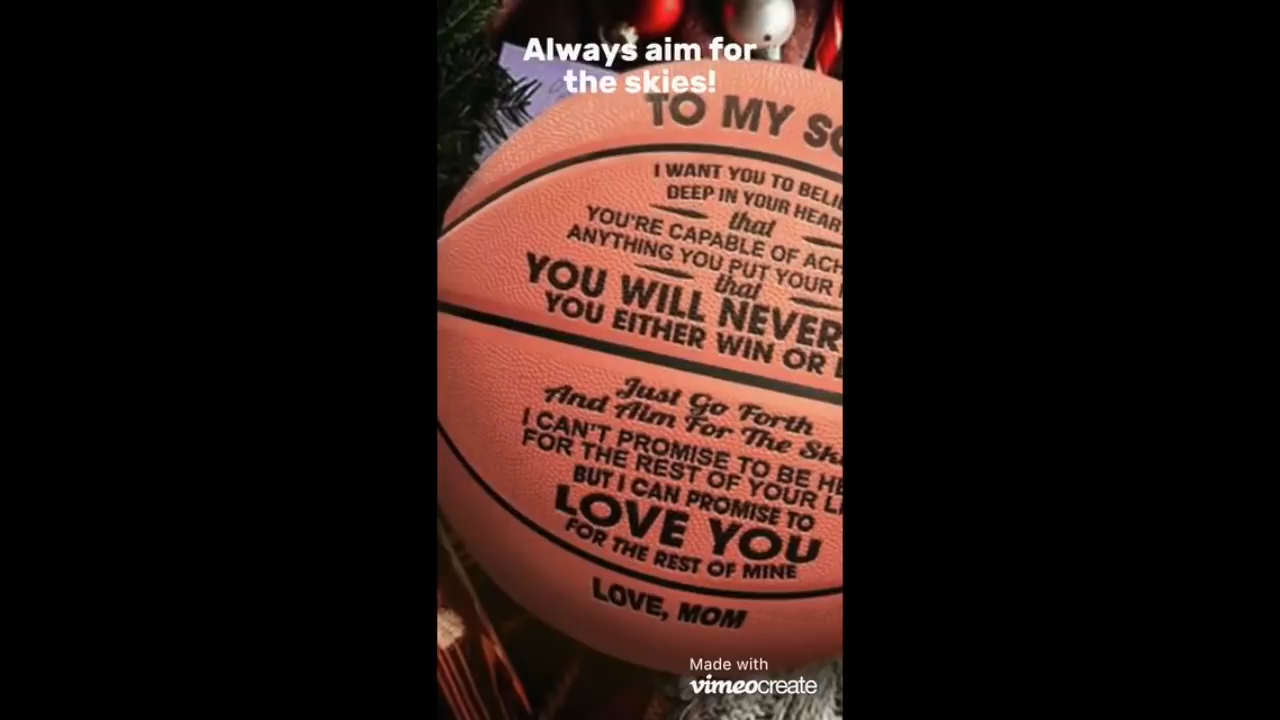 Always aim for
the skies!
TO MY SO
I WANT YOU TO BELIE
DEEP IN YOUR HEAR
that
YOU'RE CAPABLE OF ACH
ANYTHING YOU PUT YOUR
that
YOU WILL NEVER
YOU EITHER WIN OR L
Just Go Forth
And Aim For The Ski
I CAN'T PROMISE TO BE HE
FOR THE REST OF YOUR LI
BUT I CAN PROMISE TO
LOVE YOU
FOR THE REST OF MINE
LOVE, MOM
Made with
vimeocreate